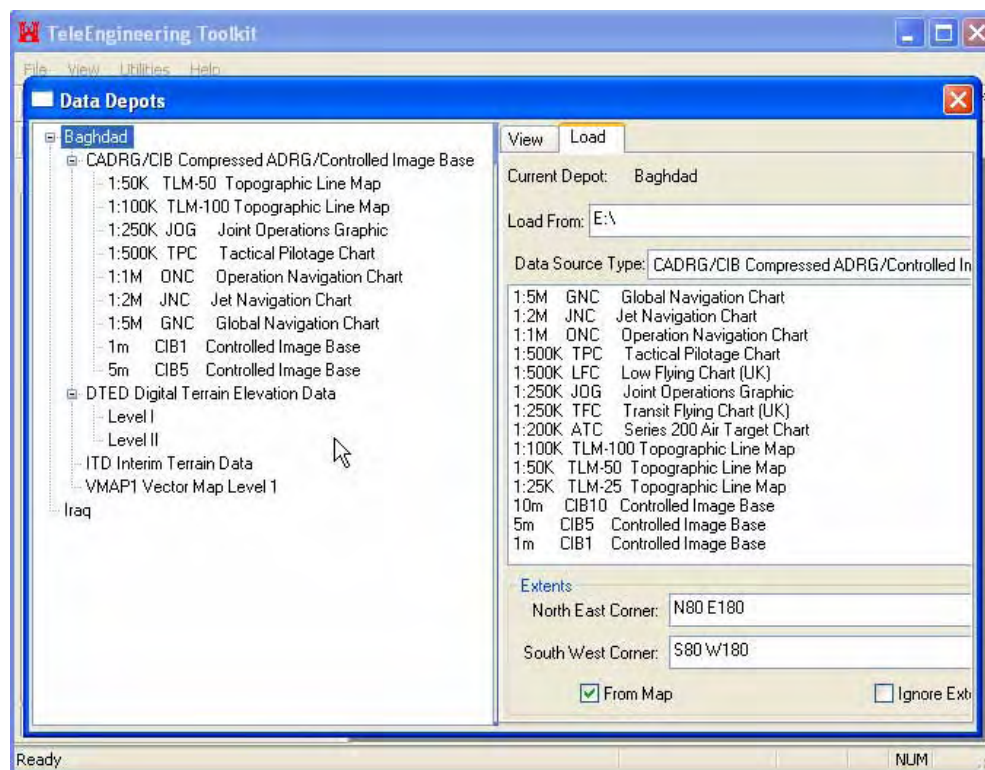 TeleEngineering Toolkit
File View Utilities Help
Data Depots
Baghdad
CADRG/CIB Compressed ADRG/Controlled Image Base
1:50K TLM-50 Topographic Line Map
1:100K TLM-100 Topographic Line Map
1:250K JOG Joint Operations Graphic
1:500K TPC Tactical Pilotage Chart
1:1M ONC Operation Navigation Chart
1:2M JNC Jet Navigation Chart
1:5M GNC Global Navigation Chart
1m CIB1 Controlled Image Base
5m CIB5 Controlled Image Base
DTED Digital Terrain Elevation Data
Level I
Level II
ITD Interim Terrain Data
VMAP1 Vector Map Level 1
Iraq
View Load
Current Depot: Baghdad
Load From: E:\
Data Source Type: CADRG/CIB Compressed ADRG/Controlled In
1:5M GNC Global Navigation Chart
1:2M JNC Jet Navigation Chart
1:1M ONC Operation Navigation Chart
1:500K TPC Tactical Pilotage Chart
1:500K LFC Low Flying Chart (UK)
1:250K JOG Joint Operations Graphic
1:250K TFC Transit Flying Chart (UK)
1:200K ATC Series 200 Air Target Chart
1:100K TLM-100 Topographic Line Map
1:50K TLM-50 Topographic Line Map
1:25K TLM-25 Topographic Line Map
10m CIB10 Controlled Image Base
5m CIB5 Controlled Image Base
1m CIB1 Controlled Image Base
Extents
North East Corner: N80 E180
South West Corner: S80 W180
From Map Ignore Ext
Ready NUM